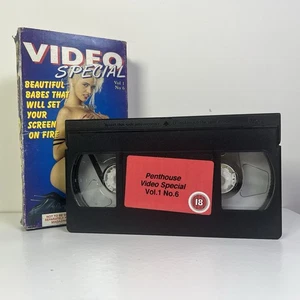 VIDEO
SPECIAL
Vol.1
No.6
BEAUTIFUL
BABES THAT
WILL SET
YOUR
SCREEN
ON FIRE
Penthouse
Video Special
Vol.1 No.6
18